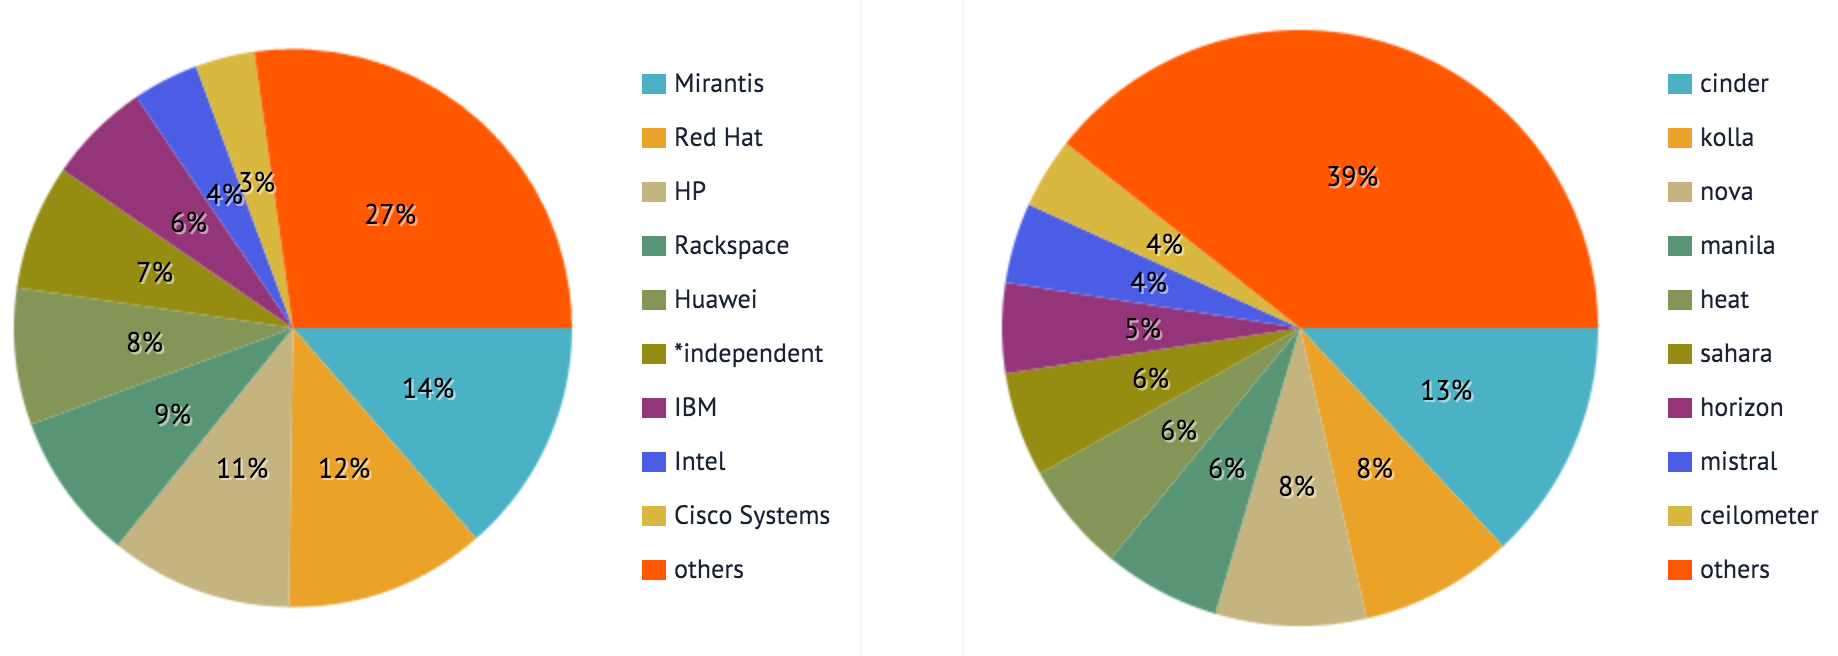 27%
3%
4%
6%
7%
8%
9%
11%
12%
14%
Mirantis
Red Hat
HP
Rackspace
Huawei
*independent
IBM
Intel
Cisco Systems
others
39%
4%
4%
5%
6%
6%
6%
8%
8%
13%
cinder
kolla
nova
manila
heat
sahara
horizon
mistral
ceilometer
others